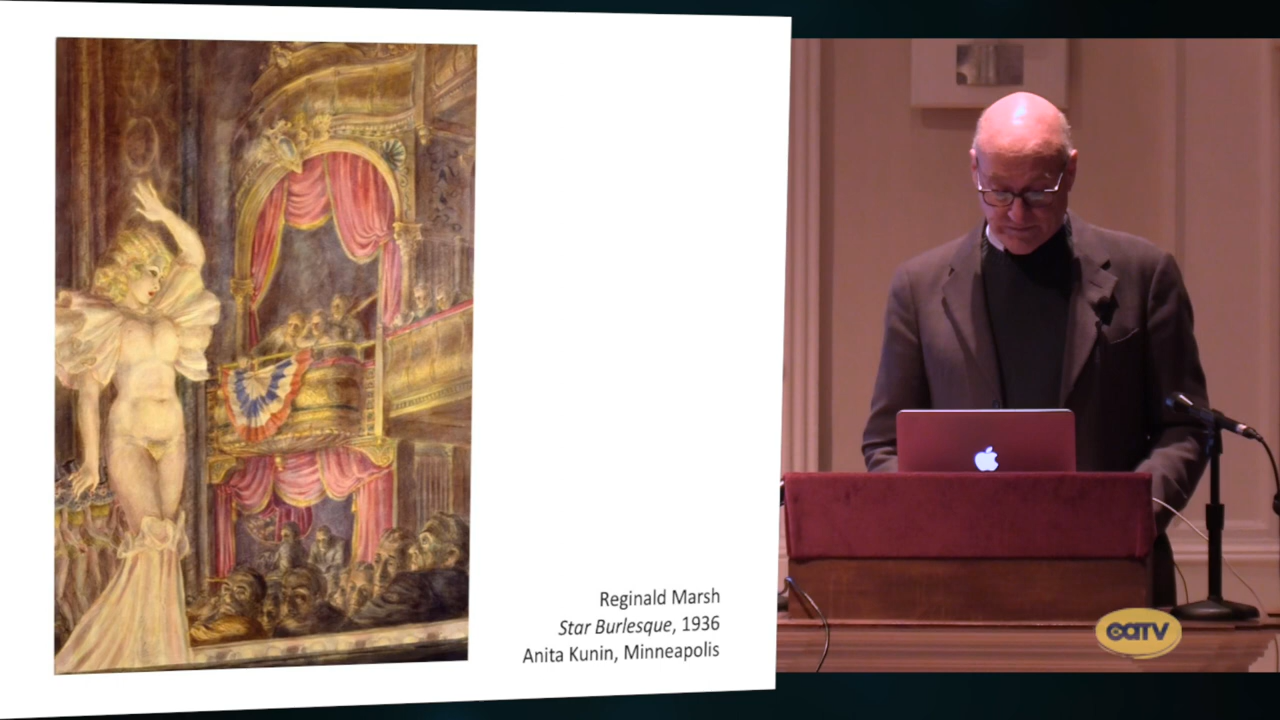 Reginald Marsh
Star Burlesque, 1936
Anita Kunin, Minneapolis
CATV